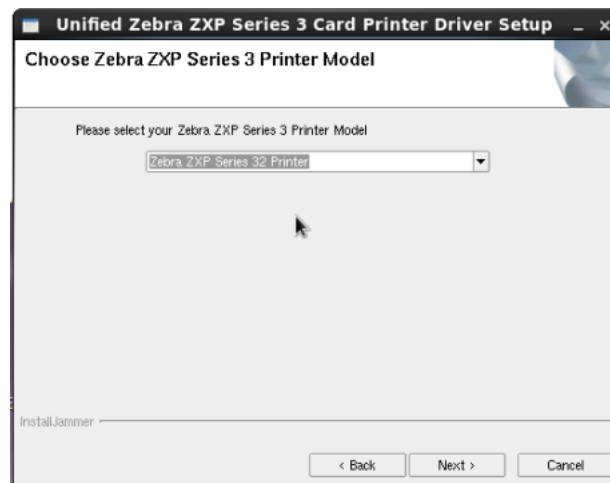 Unified Zebra ZXP Series 3 Card Printer Driver Setup
Choose Zebra ZXP Series 3 Printer Model
Please select your Zebra ZXP Series 3 Printer Model
Zebra ZXP Series 32 Printer
InstallJammer
< Back Next > Cancel